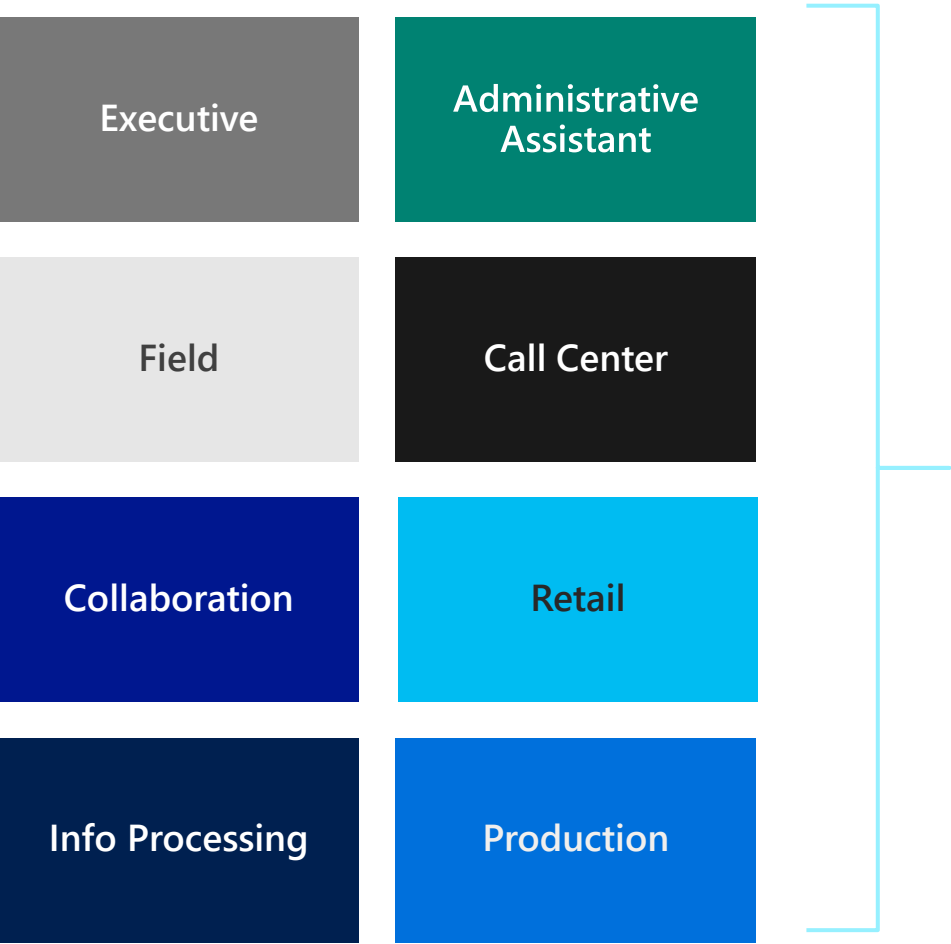 Executive
Administrative
Assistant
Field
Call Center
Collaboration
Retail
Info Processing
Production